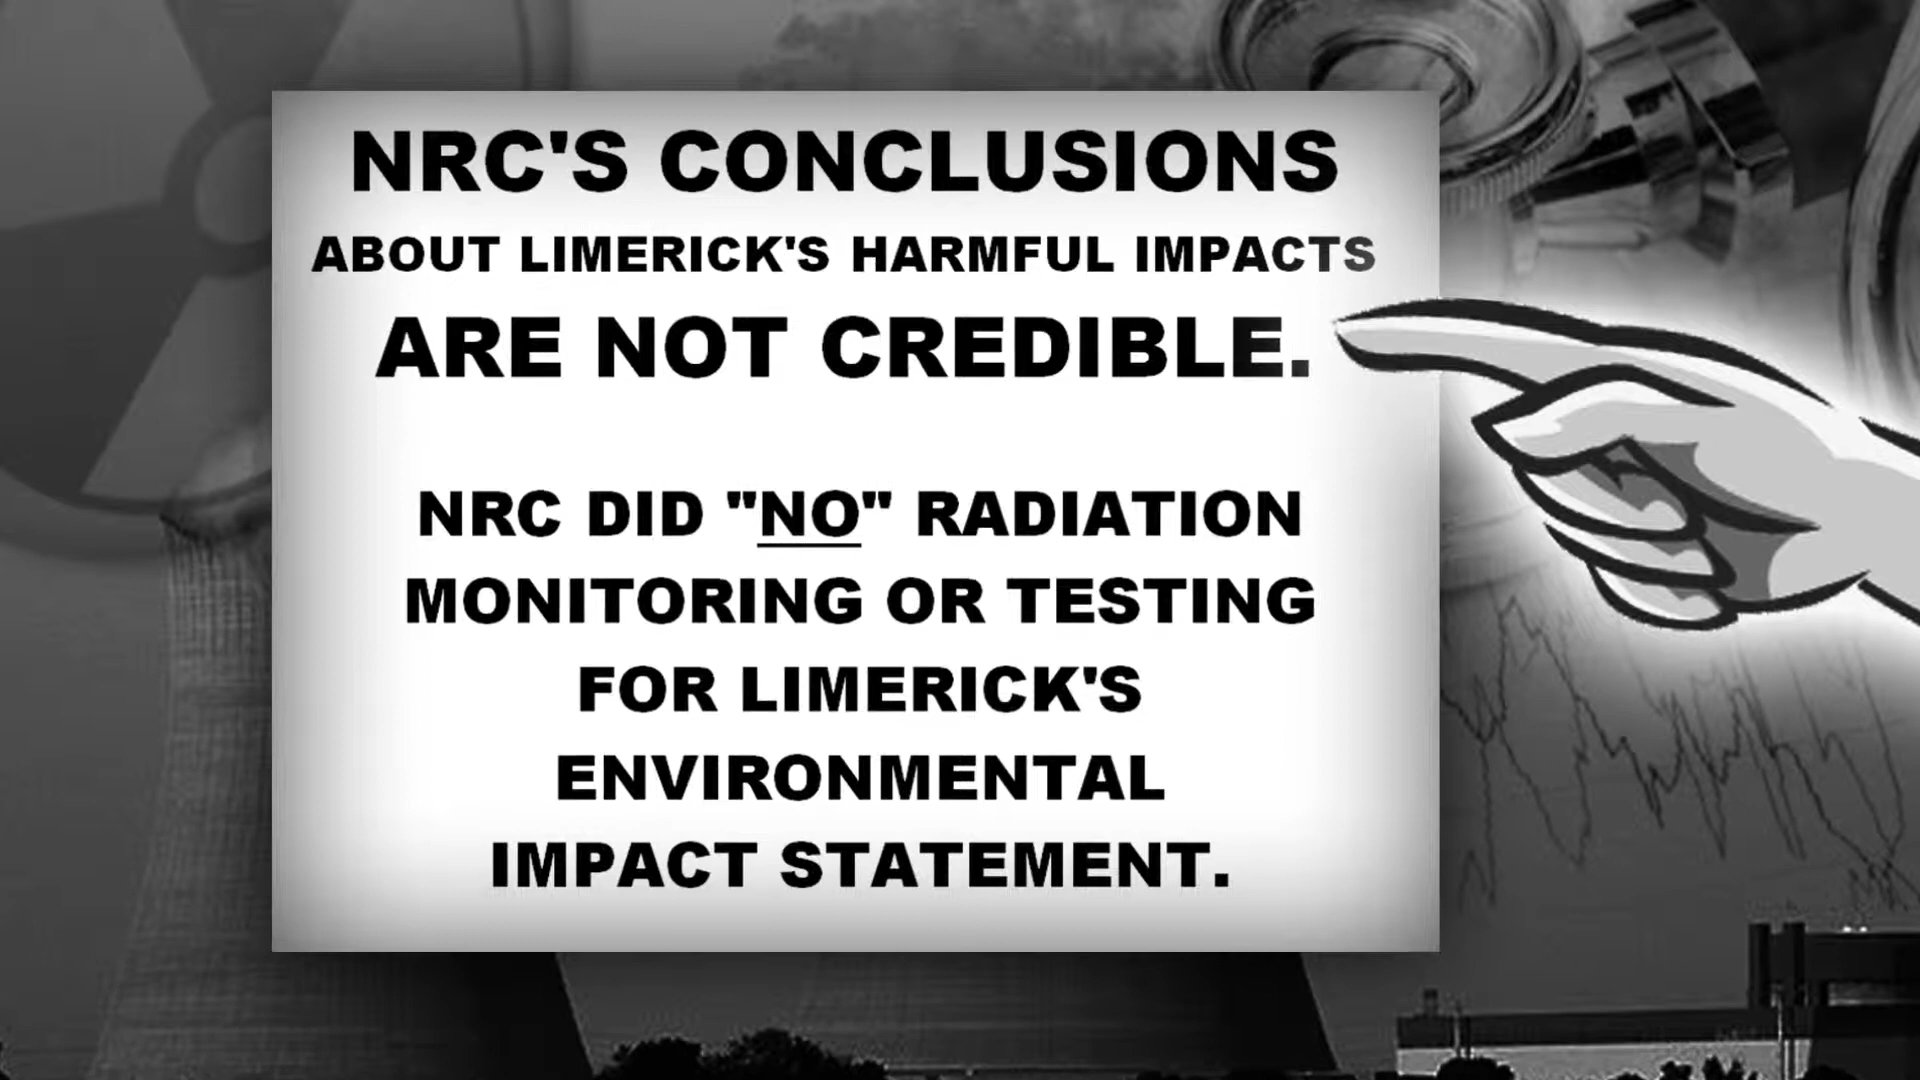 NRC'S CONCLUSIONS
ABOUT LIMERICK'S HARMFUL IMPACTS
ARE NOT CREDIBLE.
NRC DID "NO" RADIATION
MONITORING OR TESTING
FOR LIMERICK'S
ENVIRONMENTAL
IMPACT STATEMENT.